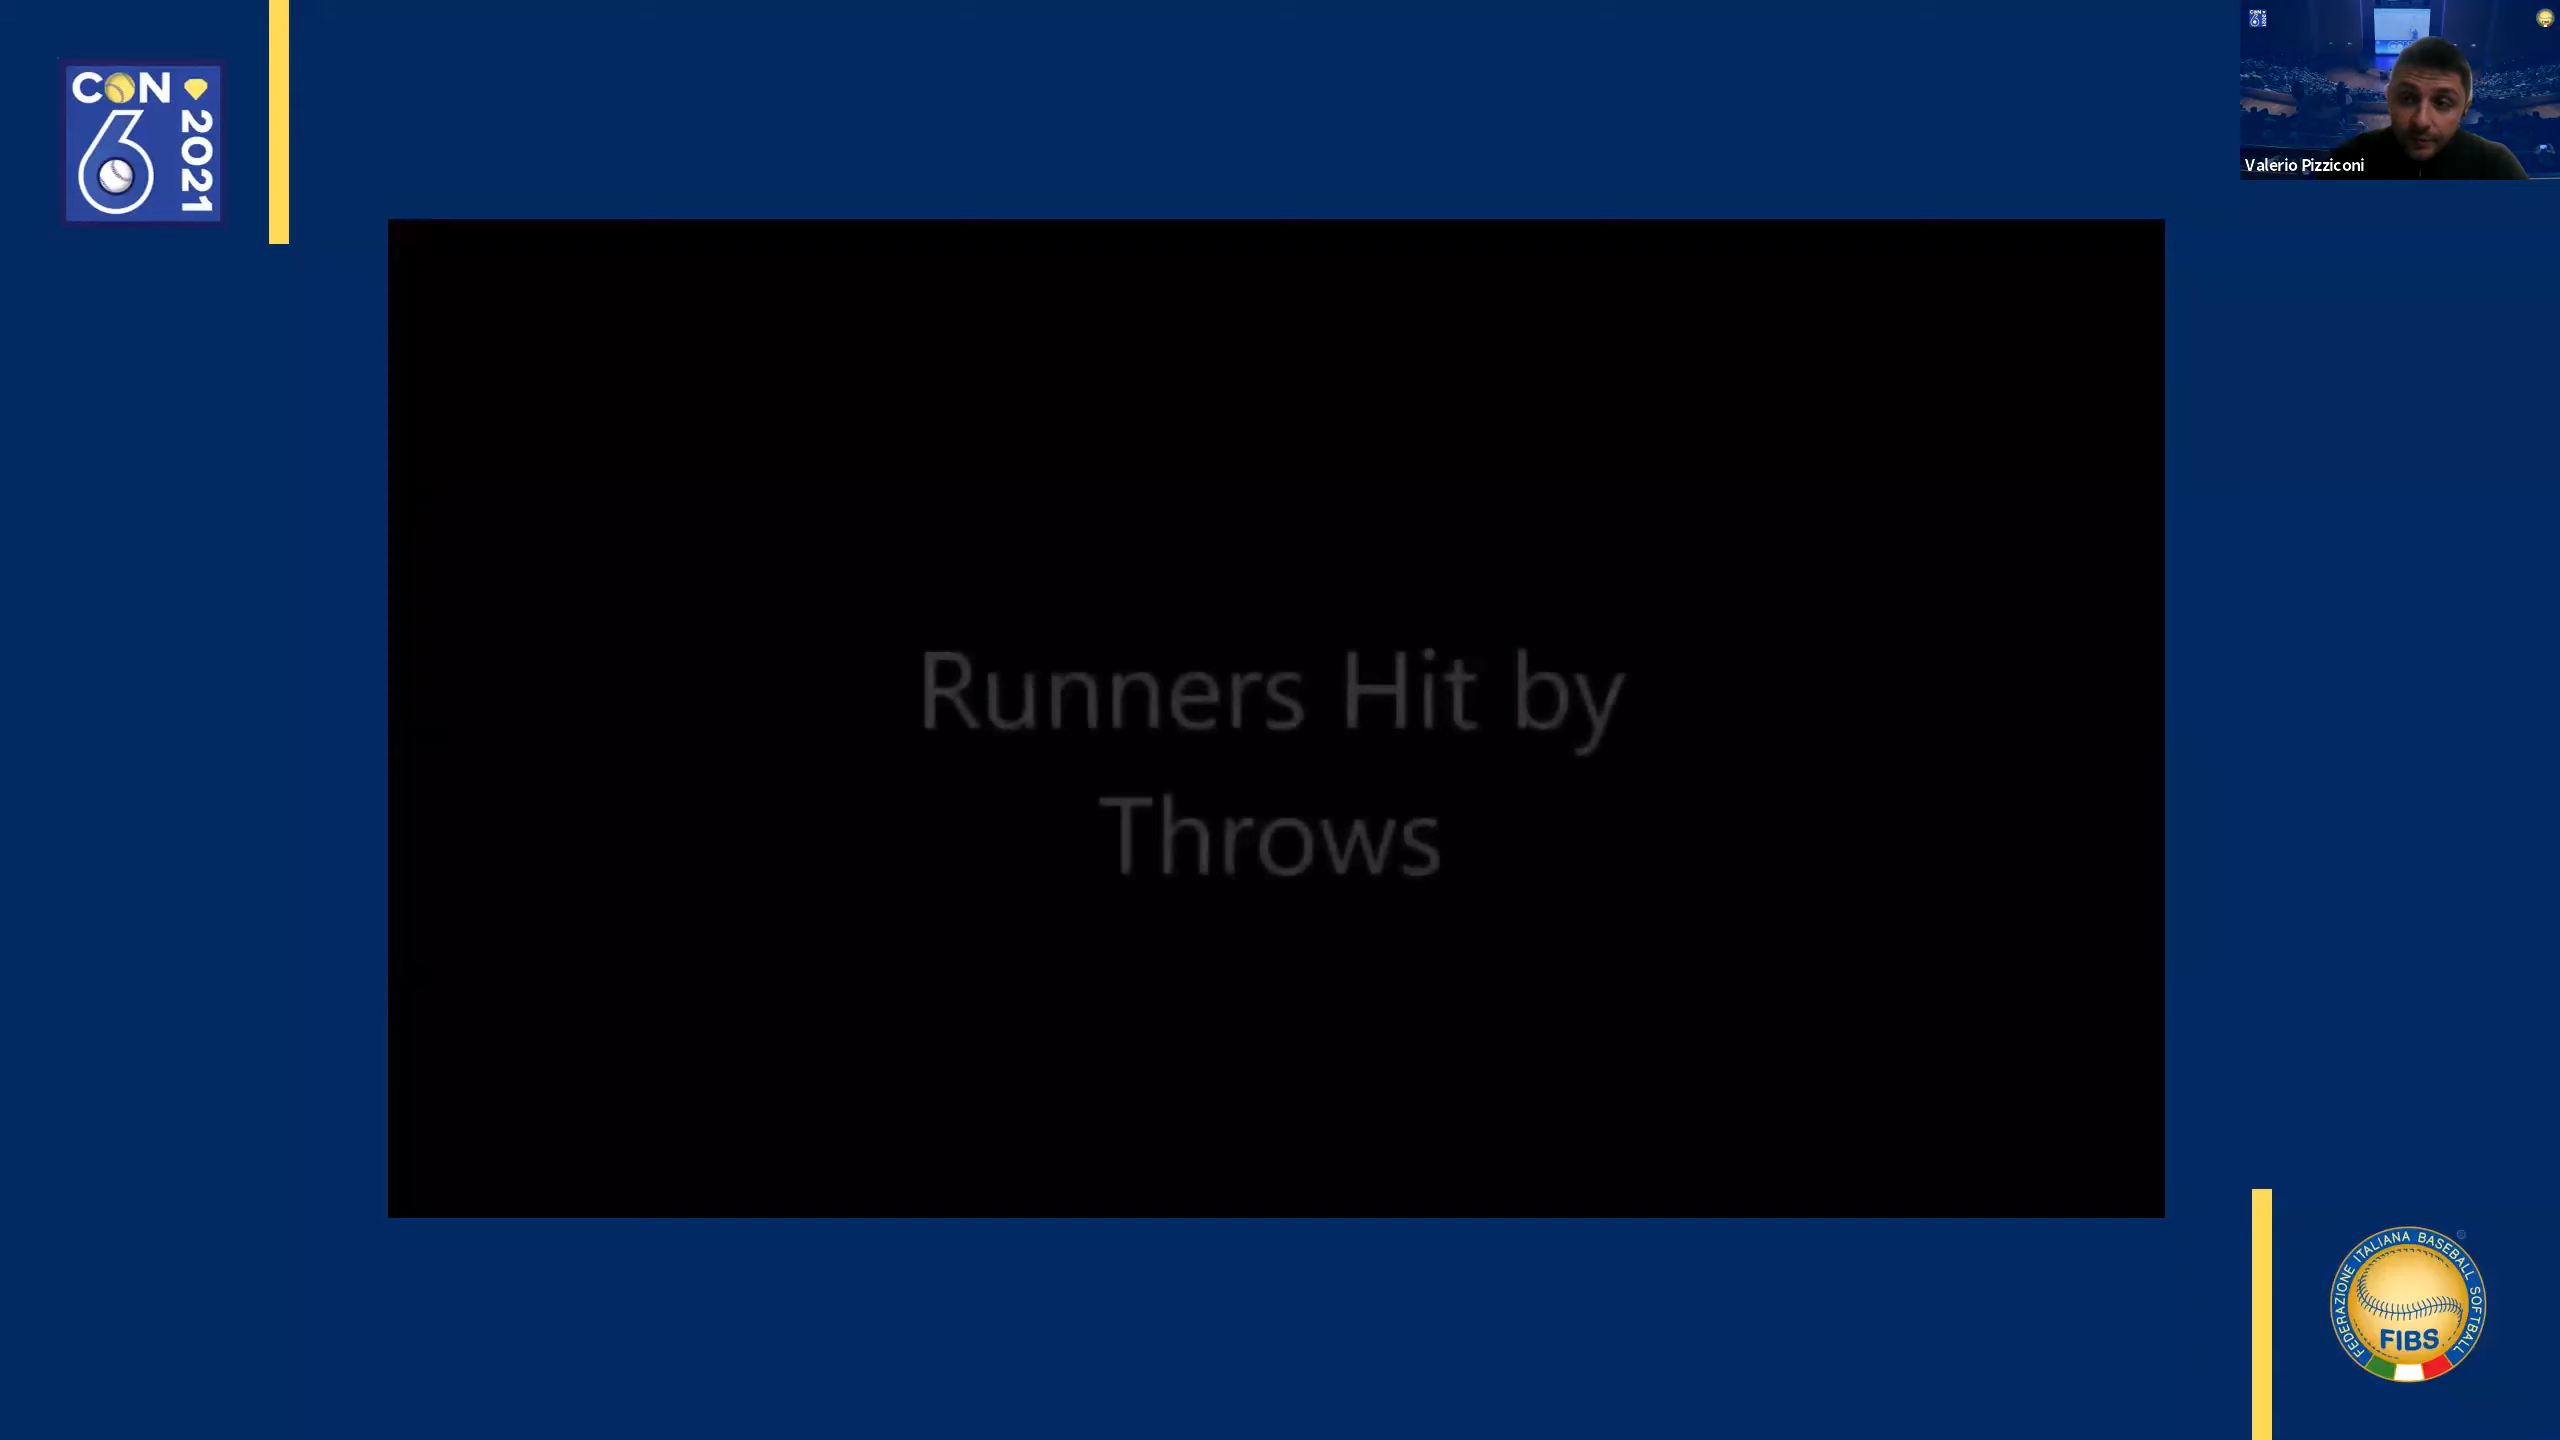 CON
6
2021
Valerio Pizziconi
Runners Hit by
Throws
FEDERAZIONE ITALIANA BASEBALL SOFTBALL
FIBS